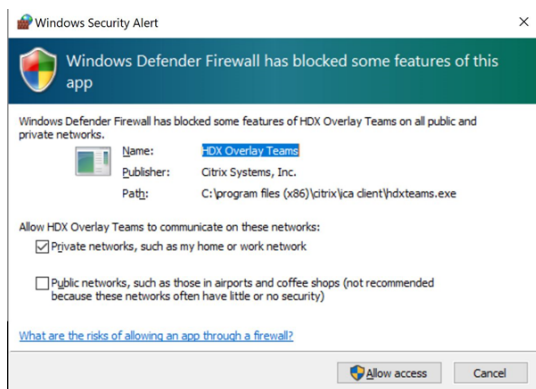 Windows Security Alert
Windows Defender Firewall has blocked some features of this
app
Windows Defender Firewall has blocked some features of HDX Overlay Teams on all public and
private networks.
Name: HDX Overlay Teams
Publisher: Citrix Systems, Inc.
Path: C:\program files (x86)\citrix\ica client\hdxteams.exe
Allow HDX Overlay Teams to communicate on these networks:
Private networks, such as my home or work network
Public networks, such as those in airports and coffee shops (not recommended
because these networks often have little or no security)
What are the risks of allowing an app through a firewall?
Allow access Cancel